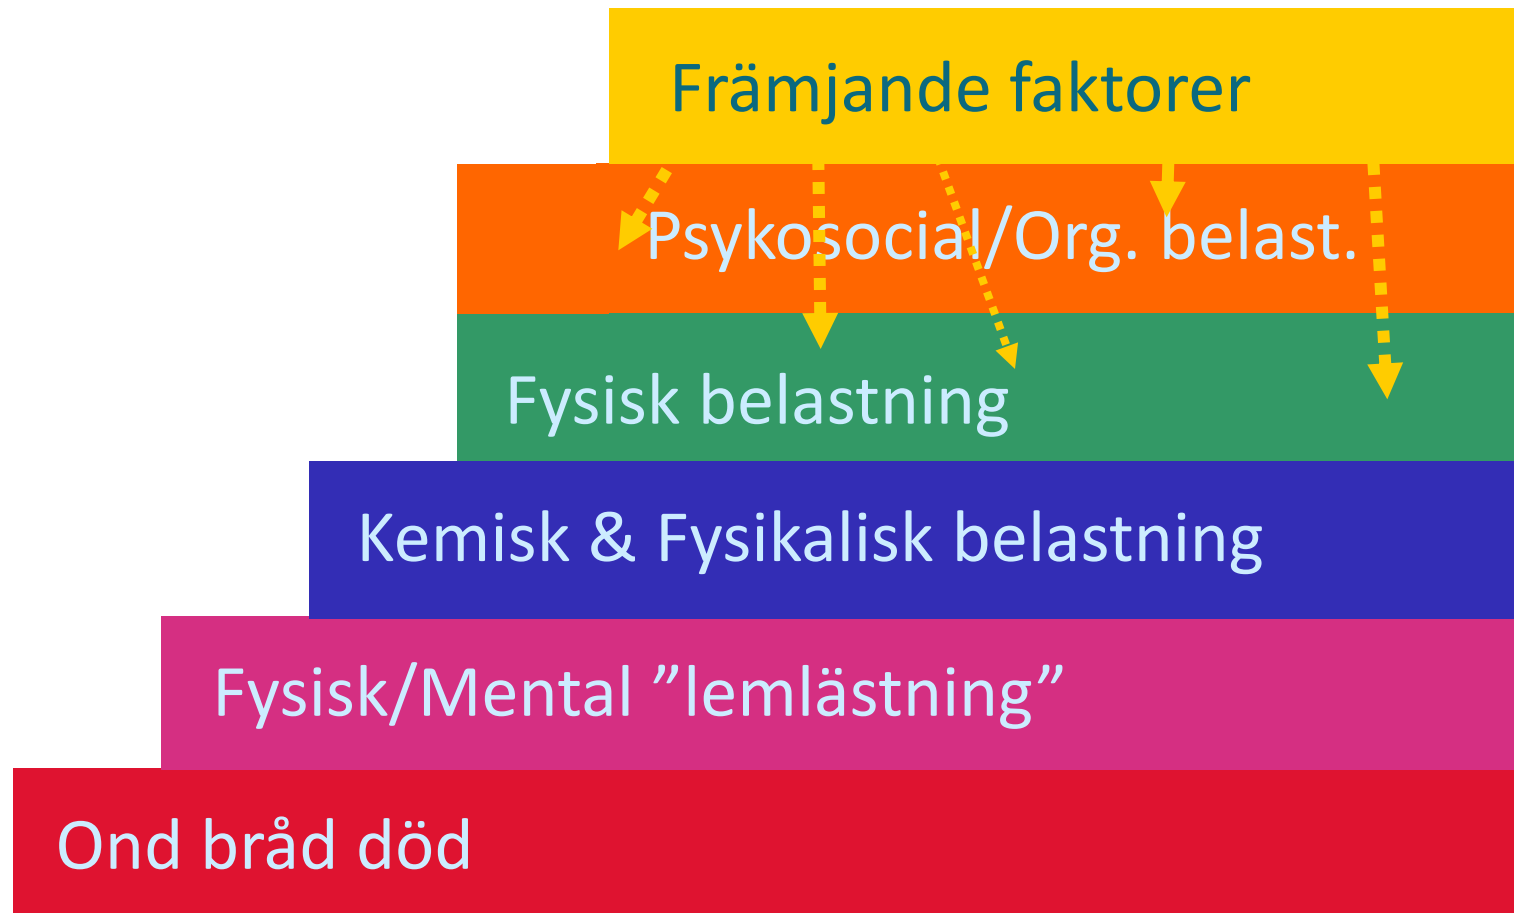 Främjande faktorer
Psykosocial/Org. belast.
Fysisk belastning
Kemisk & Fysikalisk belastning
Fysisk/Mental ”lemlästning”
Ond bråd död